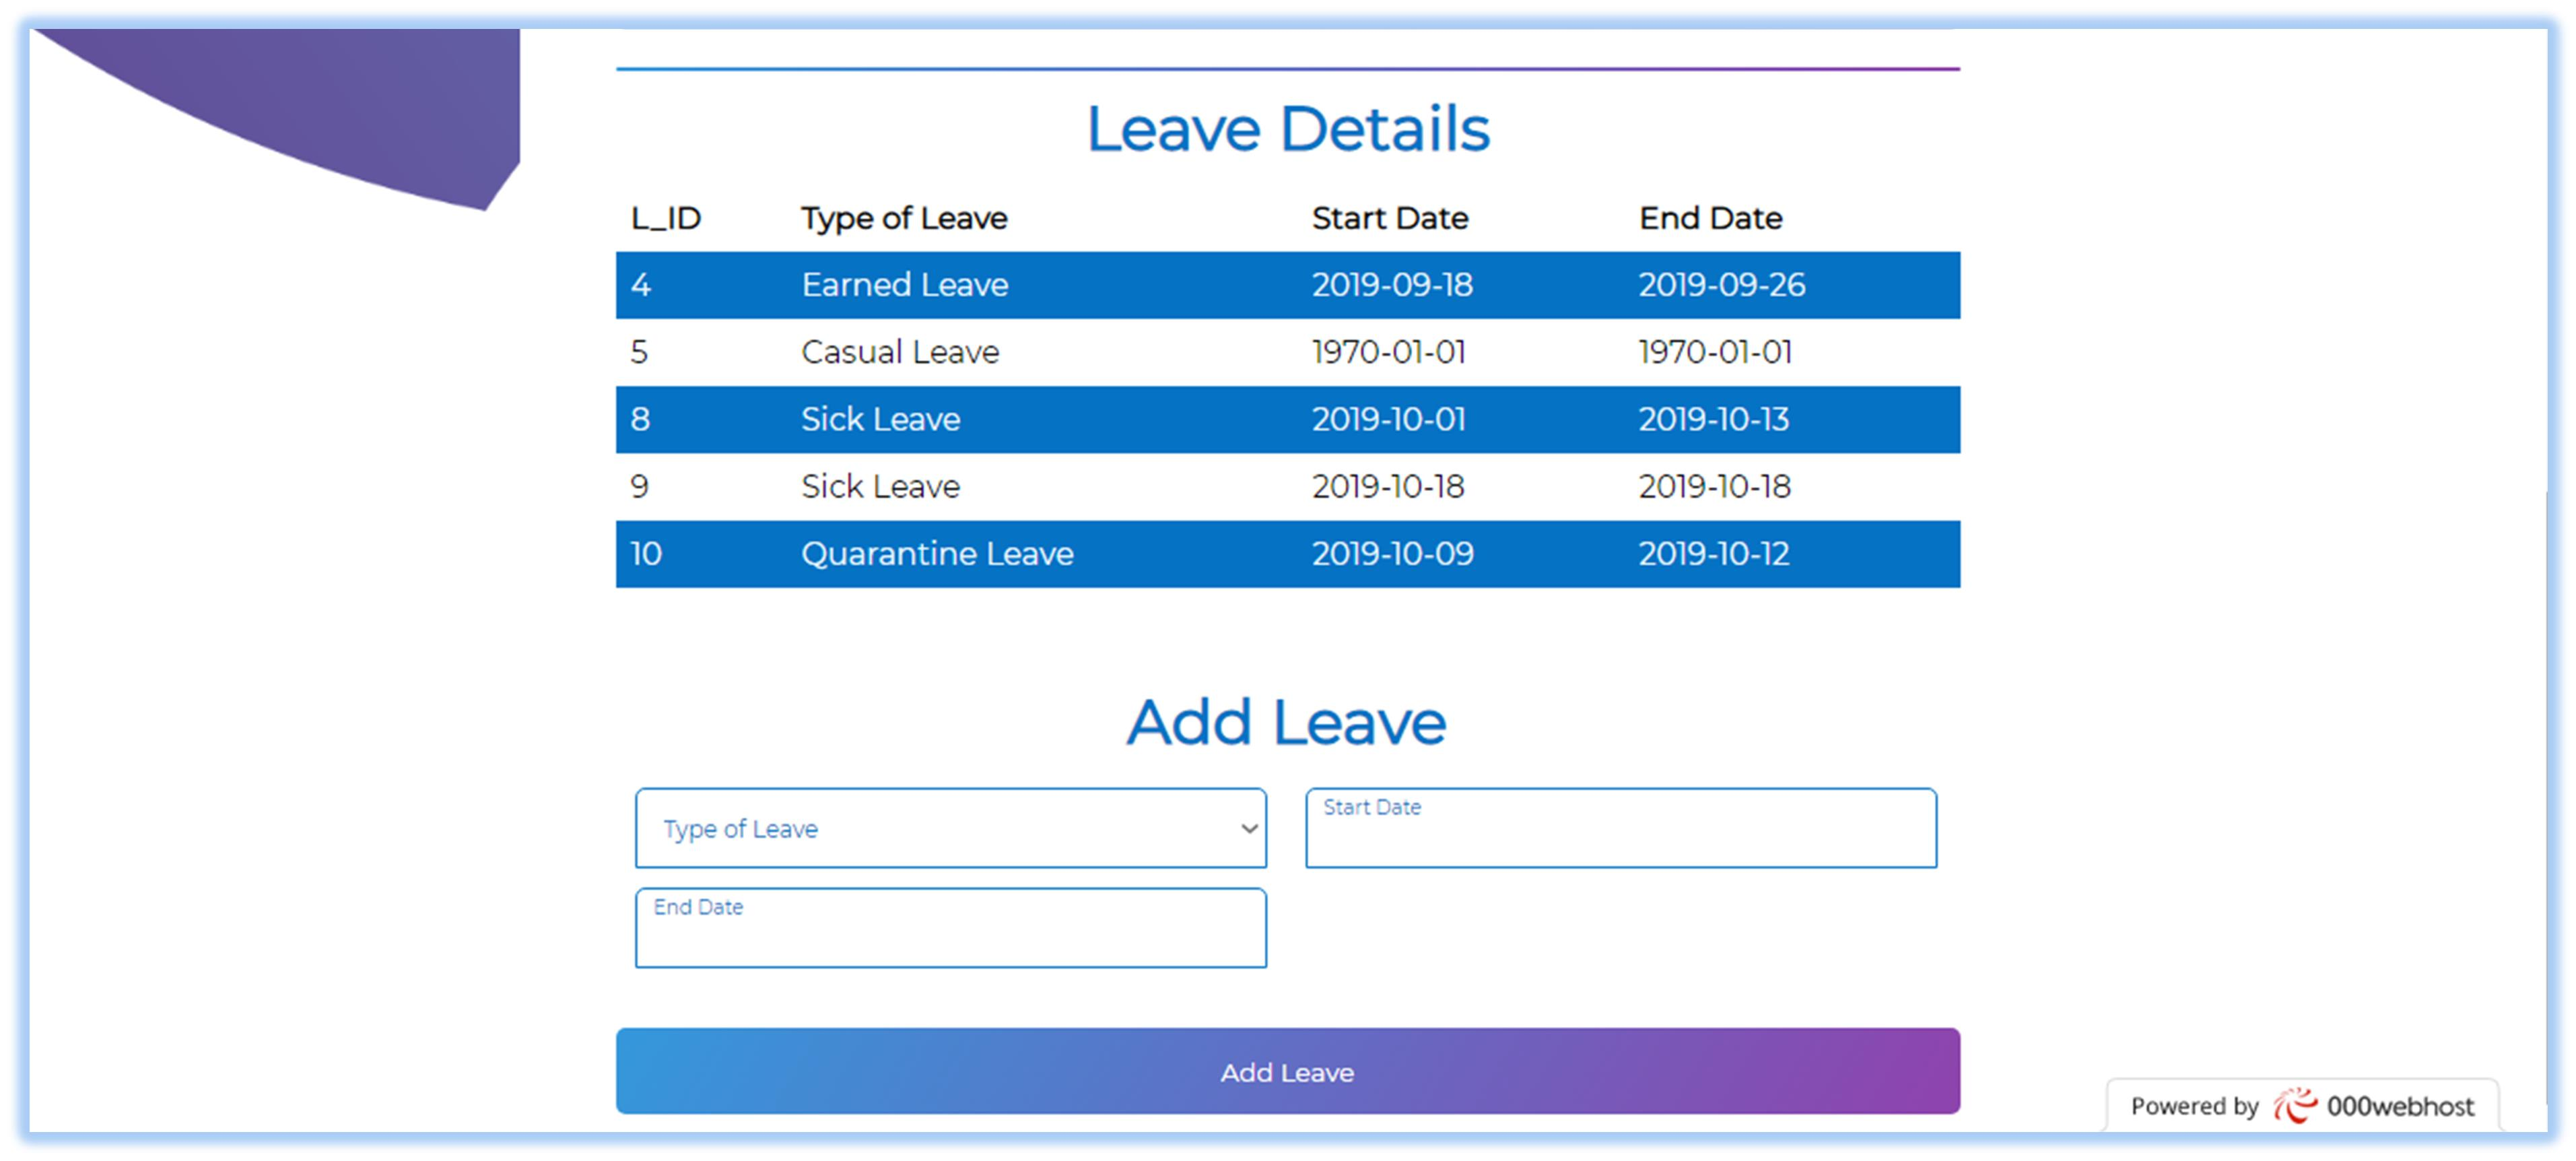 Leave Details
L_ID Type of Leave Start Date End Date
4 Earned Leave 2019-09-18 2019-09-26
5 Casual Leave 1970-01-01 1970-01-01
8 Sick Leave 2019-10-01 2019-10-13
9 Sick Leave 2019-10-18 2019-10-18
10 Quarantine Leave 2019-10-09 2019-10-12
Add Leave
Type of Leave Start Date
End Date
Add Leave
Powered by 000webhost